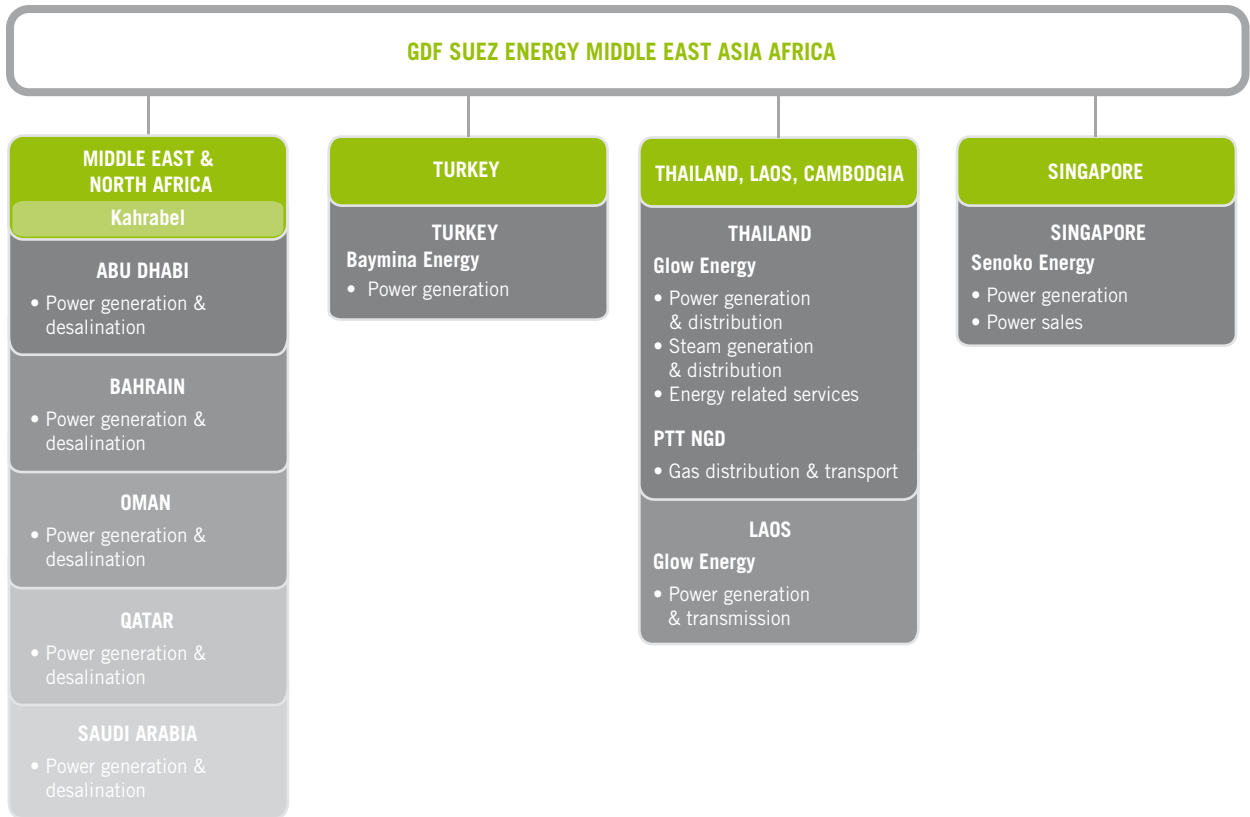 GDF SUEZ ENERGY MIDDLE EAST ASIA AFRICA
MIDDLE EAST &
NORTH AFRICA
Kahrabel
ABU DHABI
• Power generation &
desalination
BAHRAIN
• Power generation &
desalination
OMAN
• Power generation &
desalination
QATAR
• Power generation &
desalination
SAUDI ARABIA
• Power generation &
desalination
TURKEY
TURKEY
Baymina Energy
• Power generation
THAILAND, LAOS, CAMBODGIA
THAILAND
Glow Energy
• Power generation
& distribution
• Steam generation
& distribution
• Energy related services
PTT NGD
• Gas distribution & transport
LAOS
Glow Energy
• Power generation
& transmission
SINGAPORE
SINGAPORE
Senoko Energy
• Power generation
• Power sales